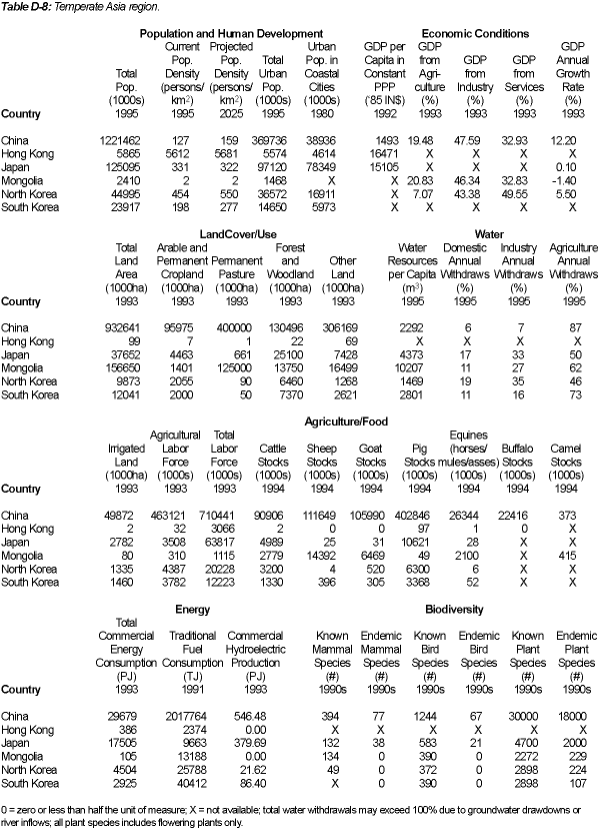 Table D-8: Temperate Asia region.
Population and Human Development Economic Conditions
Current Projected Urban GDP per GDP GDP
Pop. Pop. Total Pop. in Capita in from GDP GDP Annual
Total Density Density Urban Coastal Constant Agri- from from Growth
Pop. (persons/ (persons/ Pop. Cities PPP culture Industry Services Rate
(1000s) km2) km2) (1000s) (1000s) ('85 IN$) (%) (%) (%) (%)
Country 1995 1995 2025 1995 1980 1992 1993 1993 1993 1993
China 1221462 127 159 369736 38936 1493 19.48 47.59 32.93 12.20
Hong Kong 5865 5612 5681 5574 4614 16471 X X X X
Japan 125095 331 322 97120 78349 15105 X X X 0.10
Mongolia 2410 2 2 1468 X X 20.83 46.34 32.83 -1.40
North Korea 44995 454 550 36572 16911 X 7.07 43.38 49.55 5.50
South Korea 23917 198 277 14650 5973 X X X X X
LandCover/Use Water
Total Arable and Forest Water Domestic Industry Agriculture
Land Permanent Permanent and Other Resources Annual Annual Annual
Area Cropland Pasture Woodland Land per Capita Withdraws Withdraws Withdraws
(1000ha) (1000ha) (1000ha) (1000ha) (1000ha) (m3) (%) (%) (%)
Country 1993 1993 1993 1993 1993 1995 1995 1995 1995
China 932641 95975 400000 130496 306169 2292 6 7 87
Hong Kong 99 7 1 22 69 X X X X
Japan 37652 4463 661 25100 7428 4373 17 33 50
Mongolia 156650 1401 125000 13750 16499 10207 11 27 62
North Korea 9873 2055 90 6460 1268 1469 19 35 46
South Korea 12041 2000 50 7370 2621 2801 11 16 73
Agriculture/Food
Agricultural Total Equines
Irrigated Labor Labor Cattle Sheep Goat Pig (horses/ Buffalo Camel
Land Force Force Stocks Stocks Stocks Stocks mules/asses) Stocks Stocks
(1000ha) (1000s) (1000s) (1000s) (1000s) (1000s) (1000s) (1000s) (1000s) (1000s)
Country 1993 1993 1993 1994 1994 1994 1994 1994 1994 1994
China 49872 463121 710441 90906 111649 105990 402846 26344 22416 373
Hong Kong 2 32 3066 2 0 0 97 1 0 X
Japan 2782 3508 63817 4989 25 31 10621 28 X X
Mongolia 80 310 1115 2779 14392 6469 49 2100 X 415
North Korea 1335 4387 20228 3200 4 520 6300 6 X X
South Korea 1460 3782 12223 1330 396 305 3368 52 X X
Energy Biodiversity
Total
Commercial Traditional Commercial Known Endemic Known Endemic Known Endemic
Energy Fuel Hydroelectric Mammal Mammal Bird Bird Plant Plant
Consumption Consumption Production Species Species Species Species Species Species
(PJ) (TJ) (PJ) (#) (#) (#) (#) (#) (#)
Country 1993 1991 1993 1990s 1990s 1990s 1990s 1990s 1990s
China 29679 2017764 546.48 394 77 1244 67 30000 18000
Hong Kong 386 2374 0.00 X X X X X X
Japan 17505 9663 379.69 132 38 583 21 4700 2000
Mongolia 105 13188 0.00 134 0 390 0 2272 229
North Korea 4504 25788 21.62 49 0 372 0 2898 224
South Korea 2925 40412 86.40 X 0 390 0 2898 107
0 = zero or less than half the unit of measure; X = not available; total water withdrawals may exceed 100% due to groundwater drawdowns or
river inflows; all plant species includes flowering plants only.